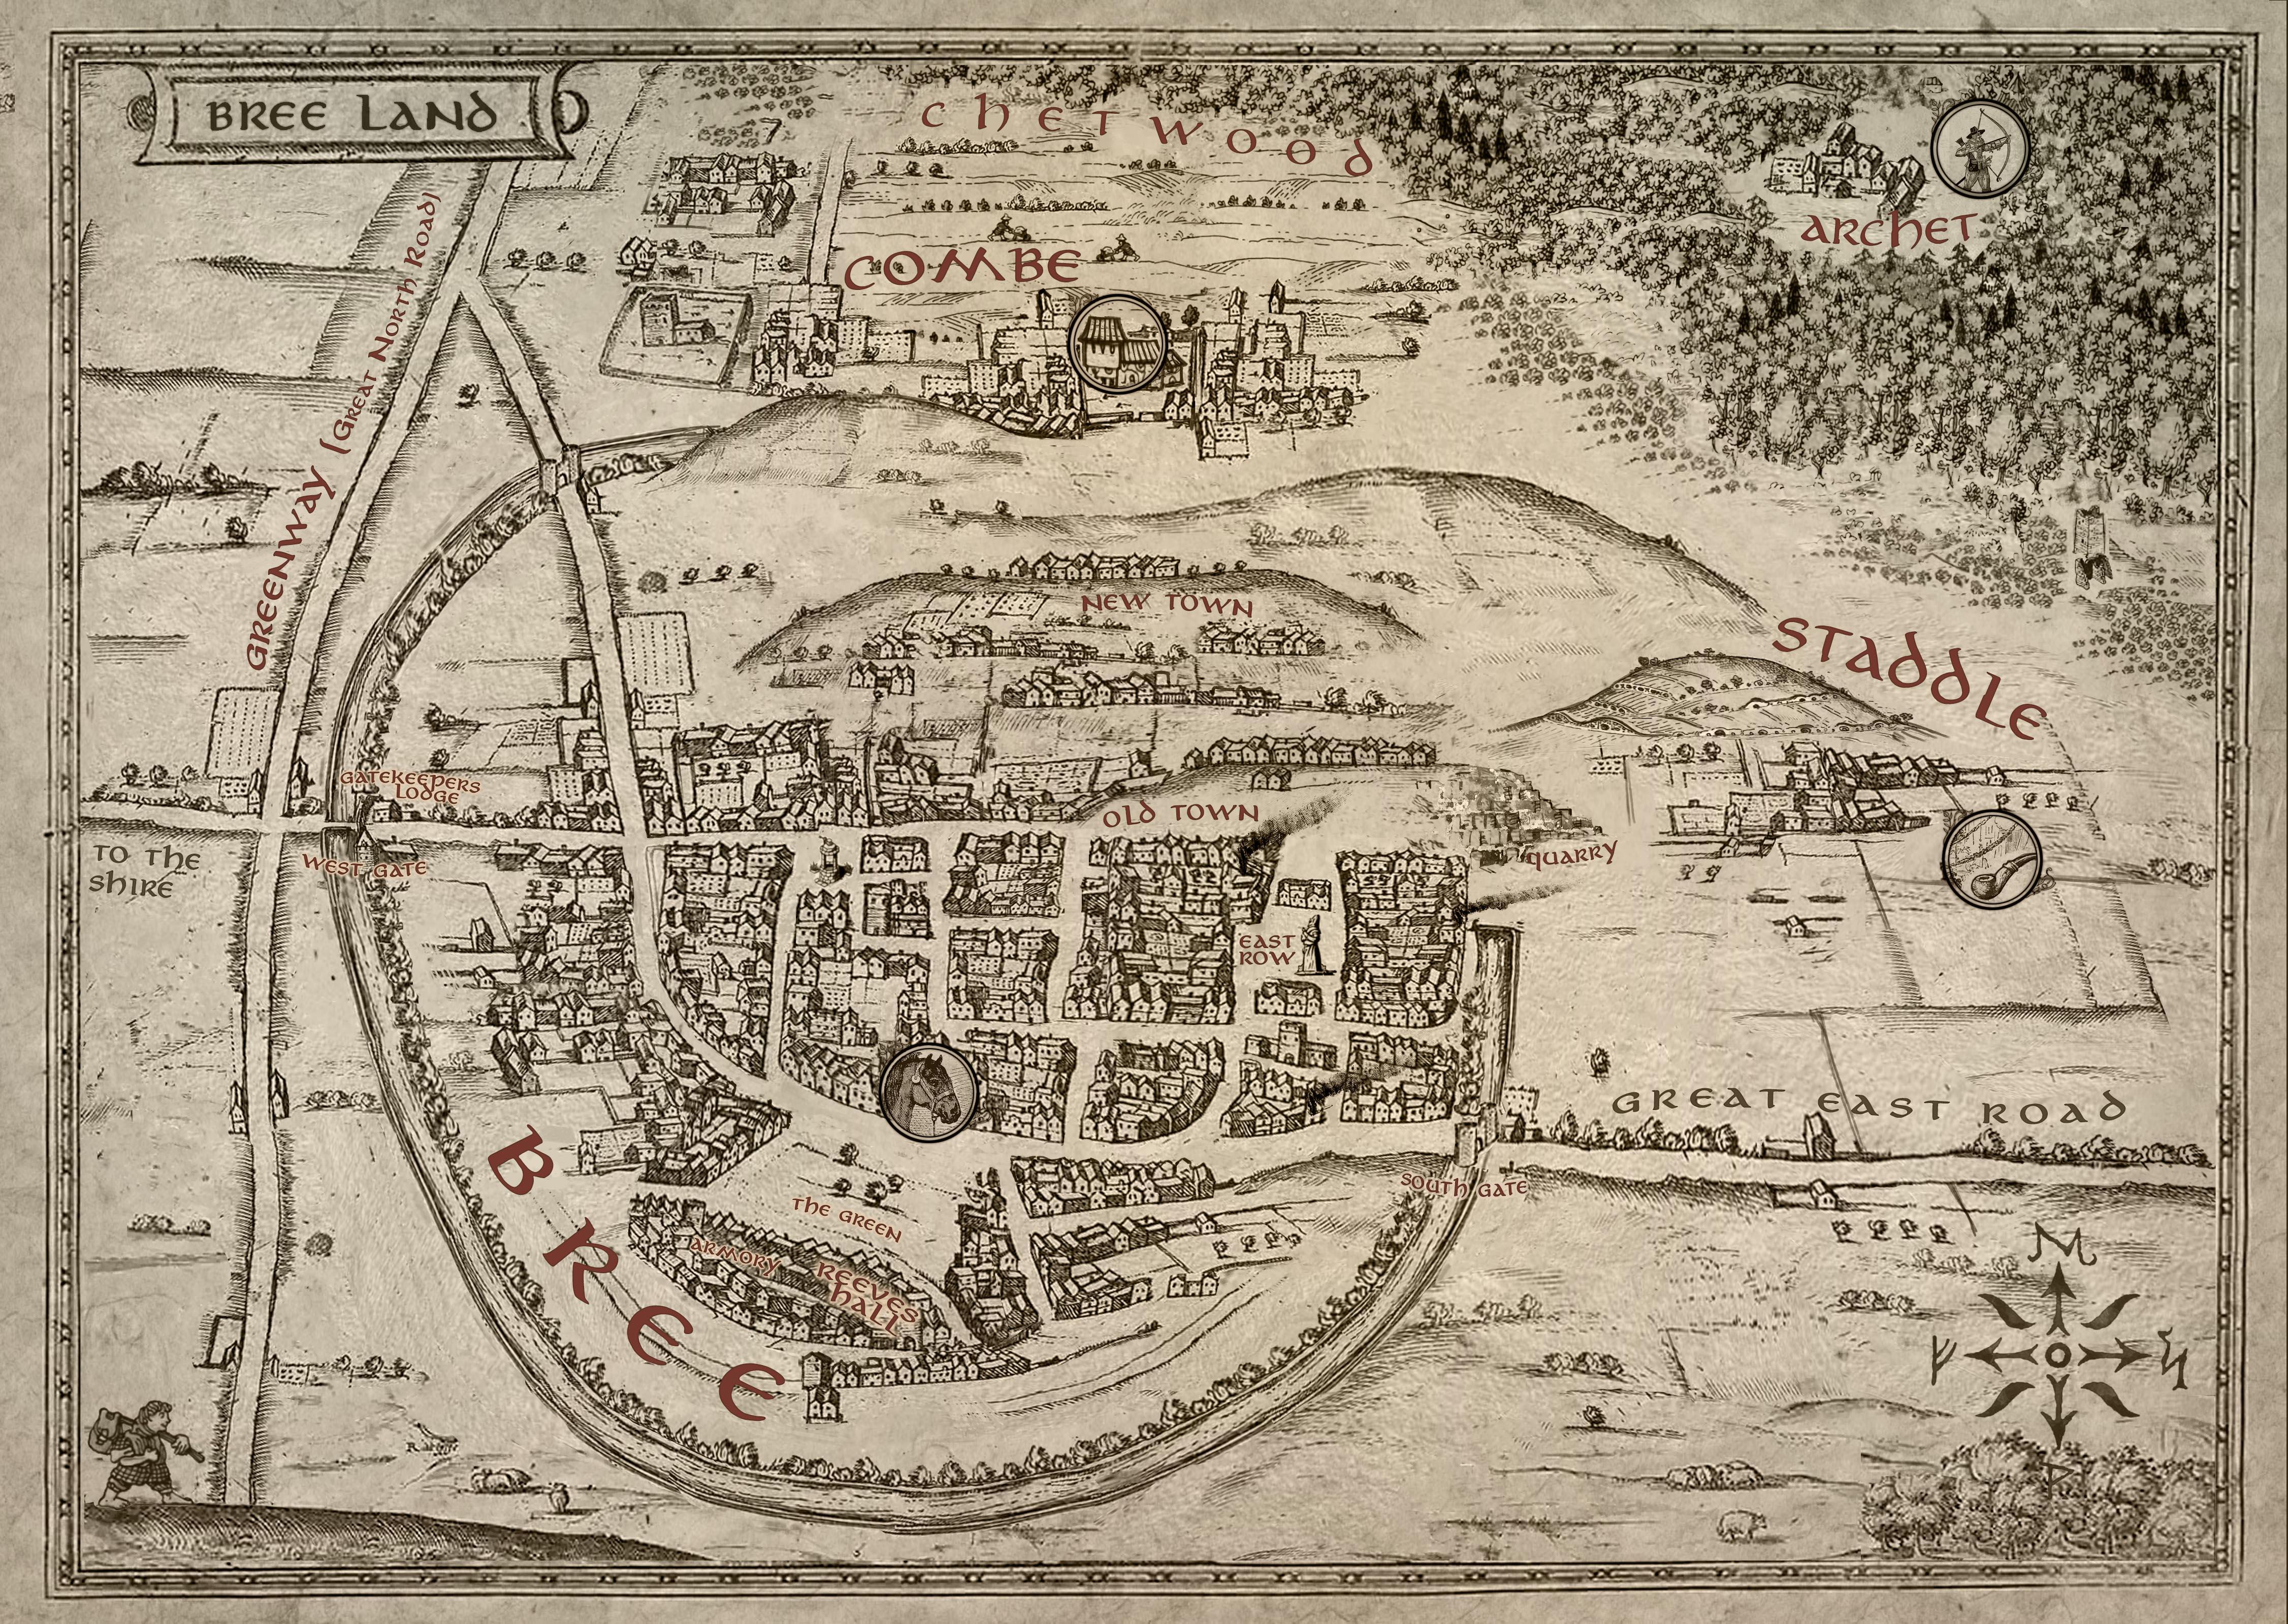 BREE LAND
CHETWOOD
ARCHET
COMBE
GREENWAY (GREAT NORTH ROAD)
NEW TOWN
STADDLE
GATEKEEPERS
LODGE
OLD TOWN
TO THE
SHIRE
WEST GATE
QUARRY
EAST
ROW
GREAT EAST ROAD
BREE
SOUTH GATE
THE GREEN
ARMORY
REEVES
HALL